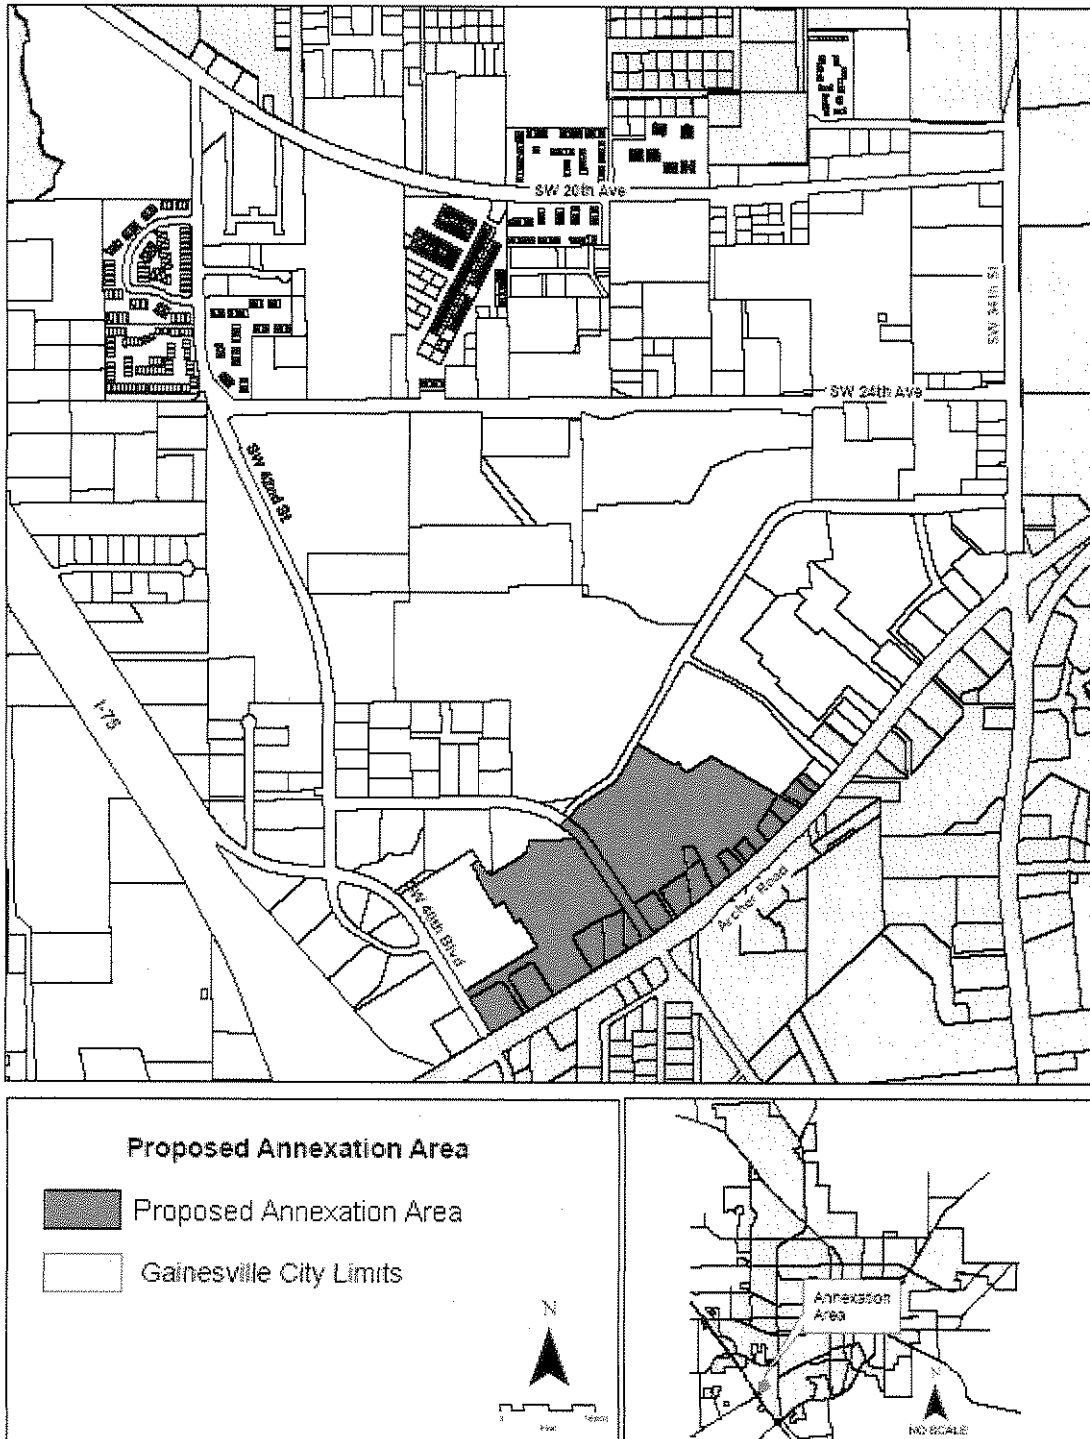 SW 20th Ave
SW 34th St
SW 24th Ave
SW 42nd St
I-75
Archer Road
SW 40th Blvd
Proposed Annexation Area
Proposed Annexation Area
Gainesville City Limits
N
Annexation
Area
N
NO SCALE